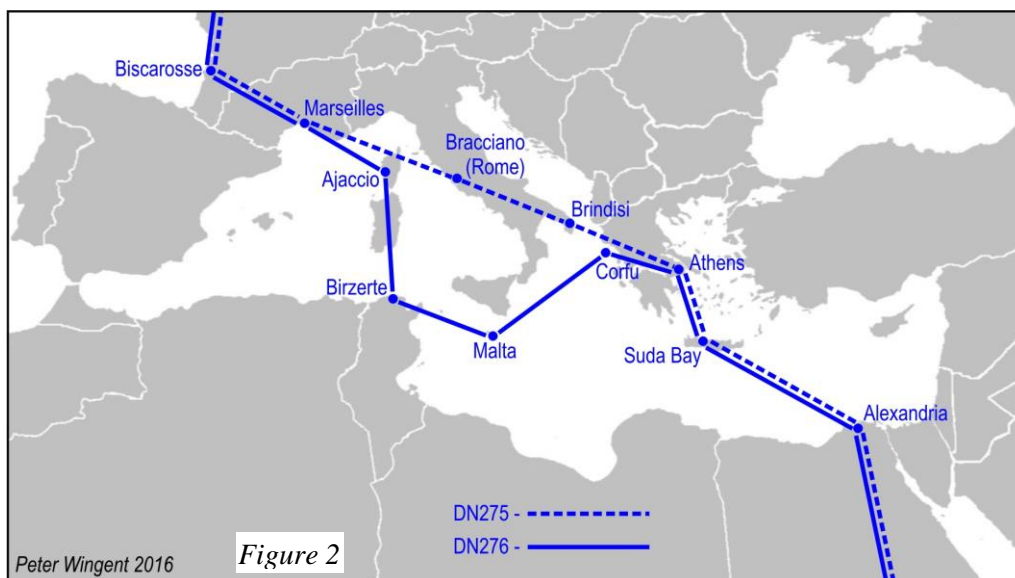 Biscarosse
Marseilles
Bracciano
(Rome)
Ajaccio
Brindisi
Corfu
Athens
Birzerte
Malta
Suda Bay
Alexandria
DN275 -
DN276 -
Peter Wingent 2016
Figure 2